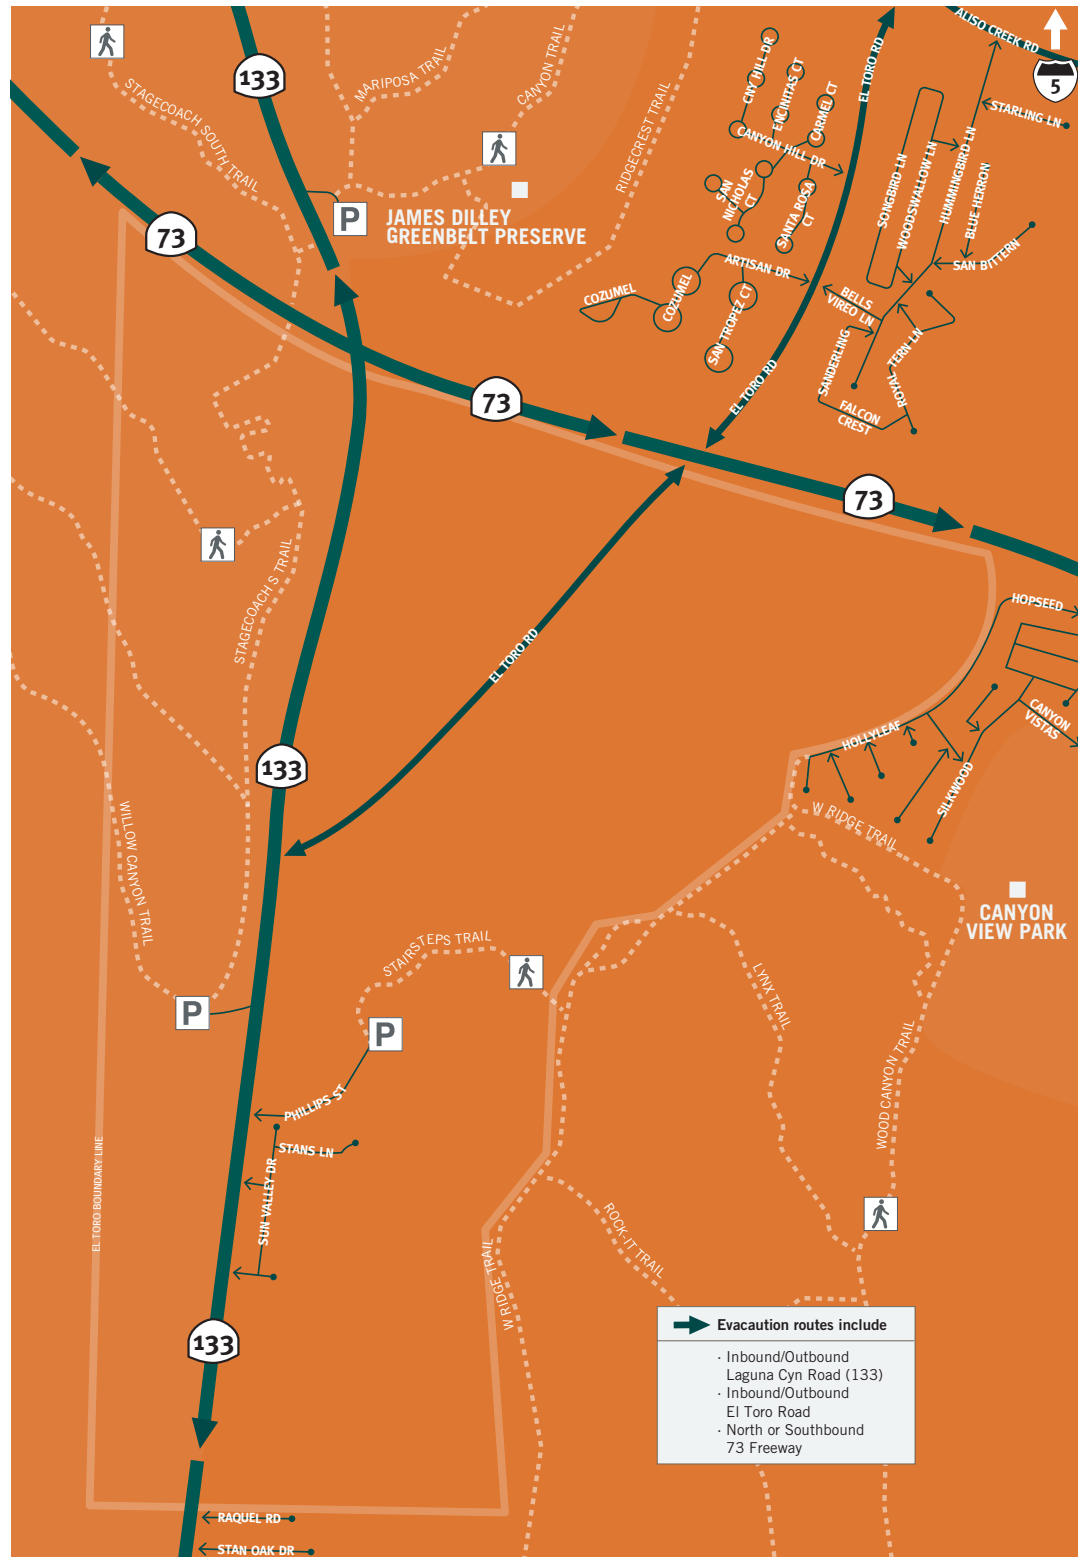 ALISO CREEK RD
5
133
STAGECOACH SOUTH TRAIL
MARIPOSA TRAIL
CANYON TRAIL
RIDGECREST TRAIL
CNY HILL DR
ENCINITAS CT
CARMEL CT
EL TORO RD
CANYON HILL DR
STARLING LN
SONGBIRD LN
WOODSWALLOW LN
HUMMINGBIRD LN
BLUE HERRON
SAN
NICHOLAS
CT
SANTA ROSA
CT
P
JAMES DILLEY
GREENBELT PRESERVE
73
SAN BITTERN
ARTISAN DR
COZUMEL
COZUMEL
SAN TROPEZ CT
BELLS
VIREO LN
SANDERLING
ROYAL TERN LN
FALCON
CREST
EL TORO RD
73
73
STAGECOACH S TRAIL
EL TORO RD
HOPSEED
CANYON
VISTAS
HOLLYLEAF
SILKWOOD
133
WILLOW CANYON TRAIL
W RIDGE TRAIL
CANYON
VIEW PARK
STAIRSTEPS TRAIL
LYNX TRAIL
P
P
WOOD CANYON TRAIL
PHILLIPS ST
STANS LN
SUN VALLEY DR
EL TORO BOUNDARY LINE
W RIDGE TRAIL
ROCK-IT TRAIL
133
Evacaution routes include
· Inbound/Outbound
Laguna Cyn Road (133)
· Inbound/Outbound
El Toro Road
· North or Southbound
73 Freeway
RAQUEL RD
STAN OAK DR